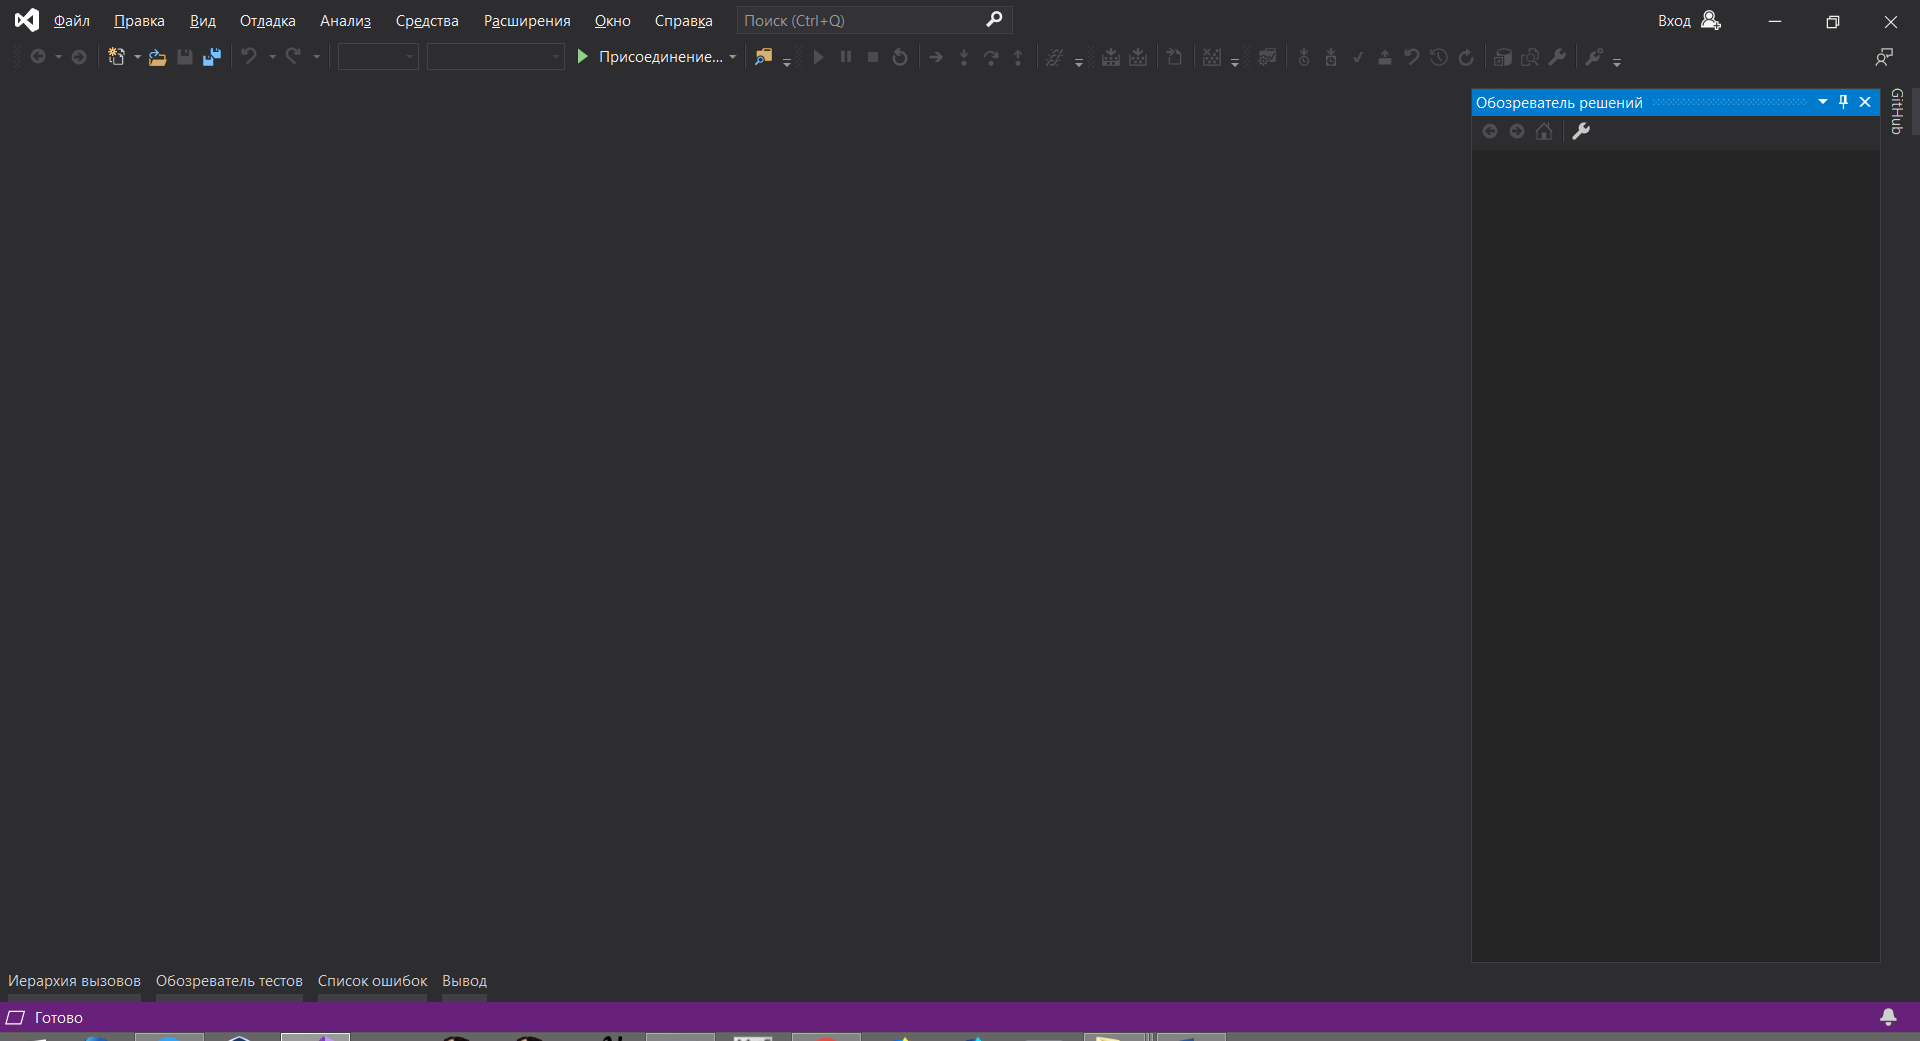 Файл Правка Вид Отладка Анализ Средства Расширения Окно Справка Поиск (Ctrl+Q) Вход
Присоединение...
Обозреватель решений
GitHub
Иерархия вызовов Обозреватель тестов Список ошибок Вывод
Готово